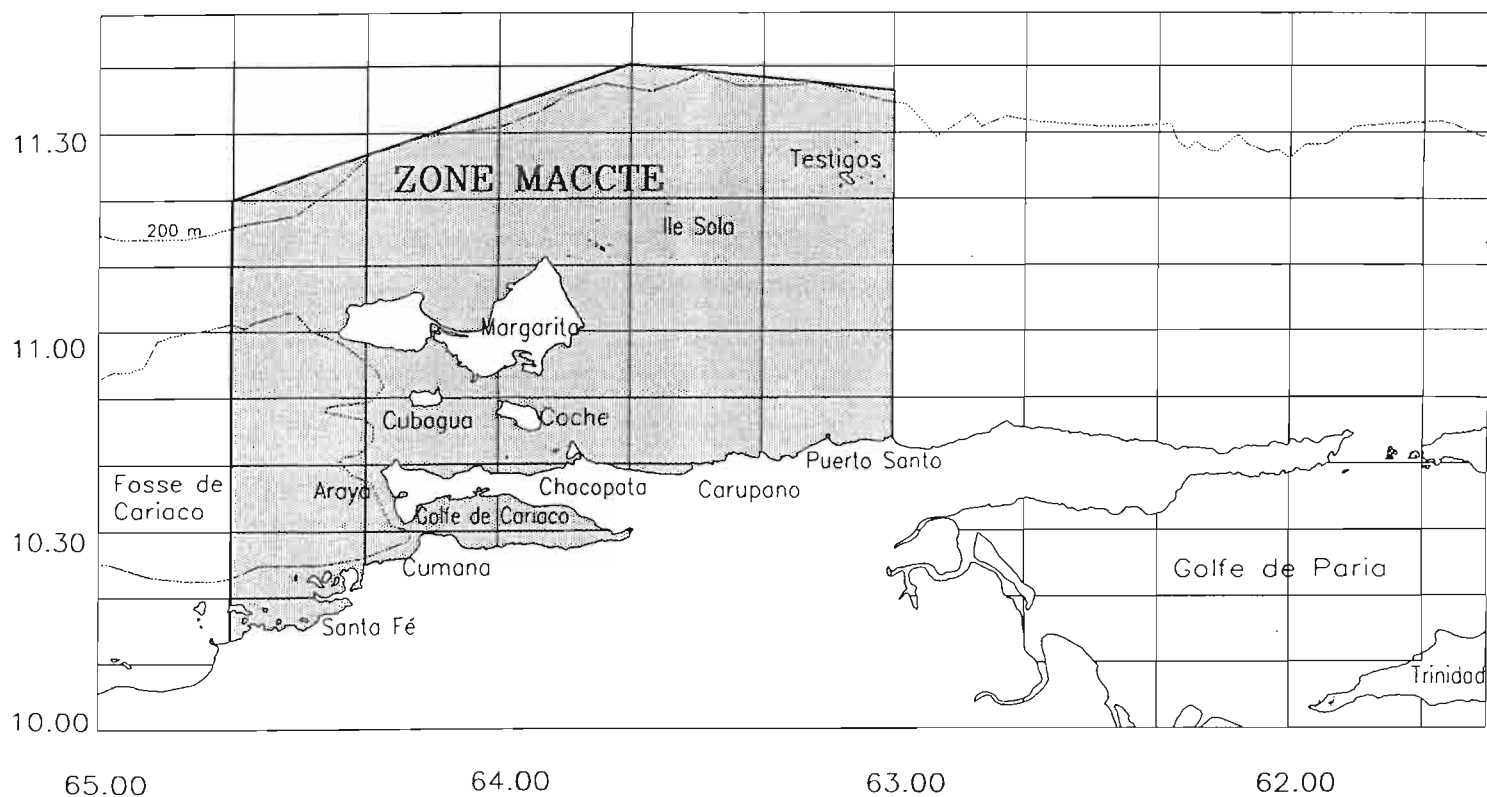 11.30
Testigos
ZONE MACCTE
Ile Sola
200 m
Margarita
11.00
Cubagua
Coche
Puerto Santo
Fosse de
Cariaco
Araya
Chacopata
Carupano
Golfe de Cariaco
10.30
Cumana
Golfe de Paria
Santa Fé
Trinidad
10.00
65.00
64.00
63.00
62.00